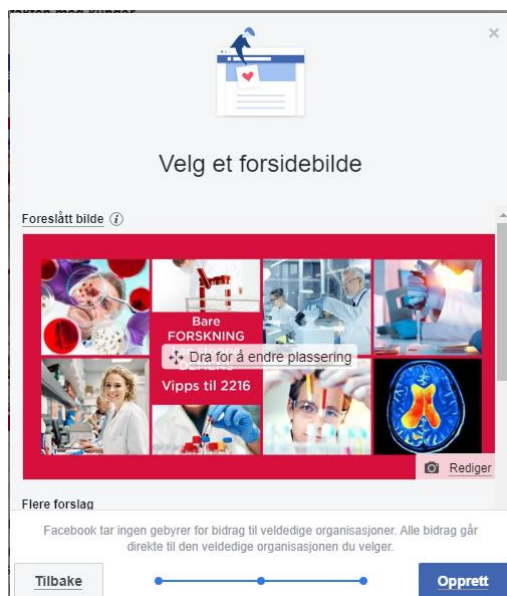 Velg et forsidebilde
Foreslått bilde
Bare
FORSKNING
Dra for å endre plassering
Vipps til 2216
Rediger
Flere forslag
Facebook tar ingen gebyrer for bidrag til veldedige organisasjoner. Alle bidrag går
direkte til den veldedige organisasjonen du velger.
Tilbake
Opprett